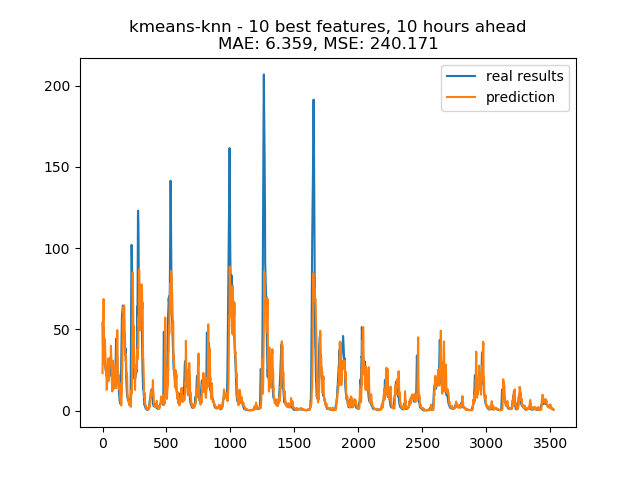 kmeans-knn - 10 best features, 10 hours ahead
MAE: 6.359, MSE: 240.171
real results
prediction
200
150
100
50
0
0 500 1000 1500 2000 2500 3000 3500